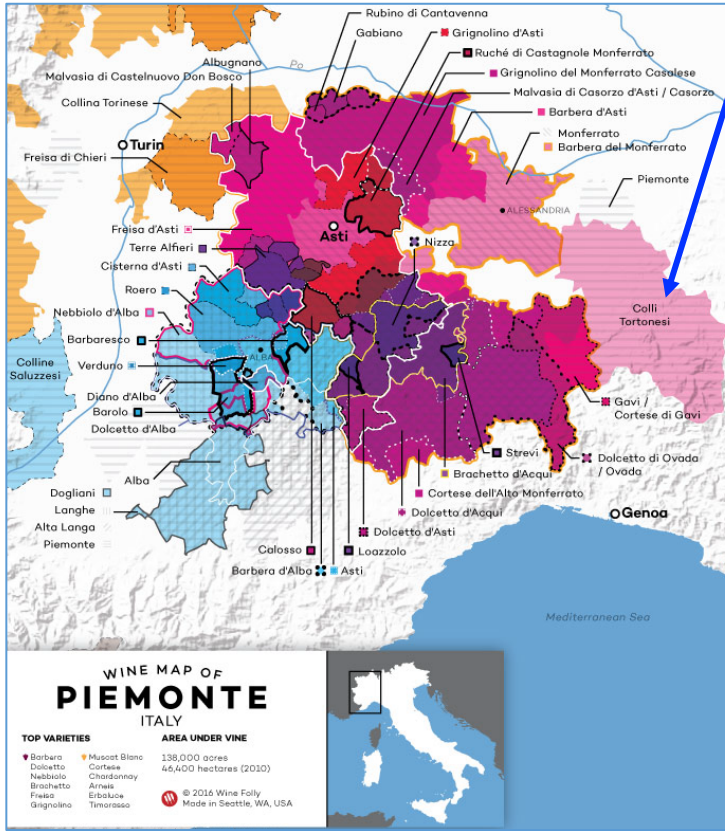 Rubino di Cantavenna
Gabiano
Grignolino d'Asti
Albugnano
Po
Ruché di Castagnole Monferrato
Malvasia di Castelnuovo Don Bosco
Grignolino del Monferrato Casalese
Collina Torinese
Malvasia di Casorzo d'Asti / Casorzo
Barbera d'Asti
Turin
Monferrato
Barbera del Monferrato
Freisa di Chieri
Piemonte
ALESSANDRIA
Asti
Freisa d'Asti
Nizza
Terre Alfieri
Cisterna d'Asti
Roero
Colli
Tortonesi
Nebbiolo d'Alba
Barbaresco
ALBA
Colline
Saluzzesi
Verduno
Diano d'Alba
Barolo
Dolcetto d'Alba
Gavi /
Cortese di Gavi
Strevi
Dolcetto di Ovada
/ Ovada
Brachetto d'Acqui
Alba
Dogliani
Cortese dell'Alto Monferrato
Langhe
Dolcetto d'Acqui
Genoa
Alta Langa
Dolcetto d'Asti
Piemonte
Calosso
Loazzolo
Barbera d'Alba
Asti
Mediterranean Sea
WINE MAP OF
PIEMONTE
ITALY
TOP VARIETIES
Barbera
Dolcetto
Nebbiolo
Brachetto
Freisa
Grignolino
Muscat Blanc
Cortese
Chardonnay
Arneis
Erbaluce
Timorasso
AREA UNDER VINE
138,000 acres
46,400 hectares (2010)
© 2016 Wine Folly
Made in Seattle, WA, USA